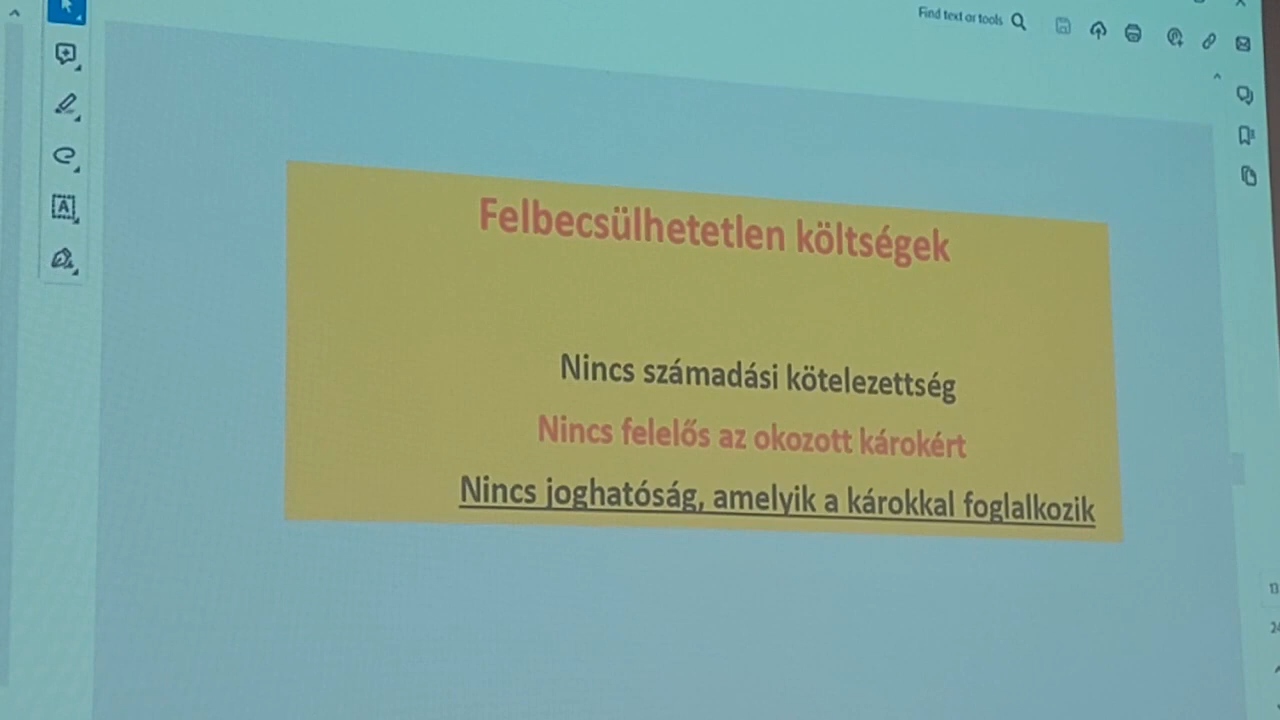 Find text or tools
Felbecsülhetetlen költségek
Nincs számadási kötelezettség
Nincs felelős az okozott károkért
Nincs joghatóság, amelyik a károkkal foglalkozik
13